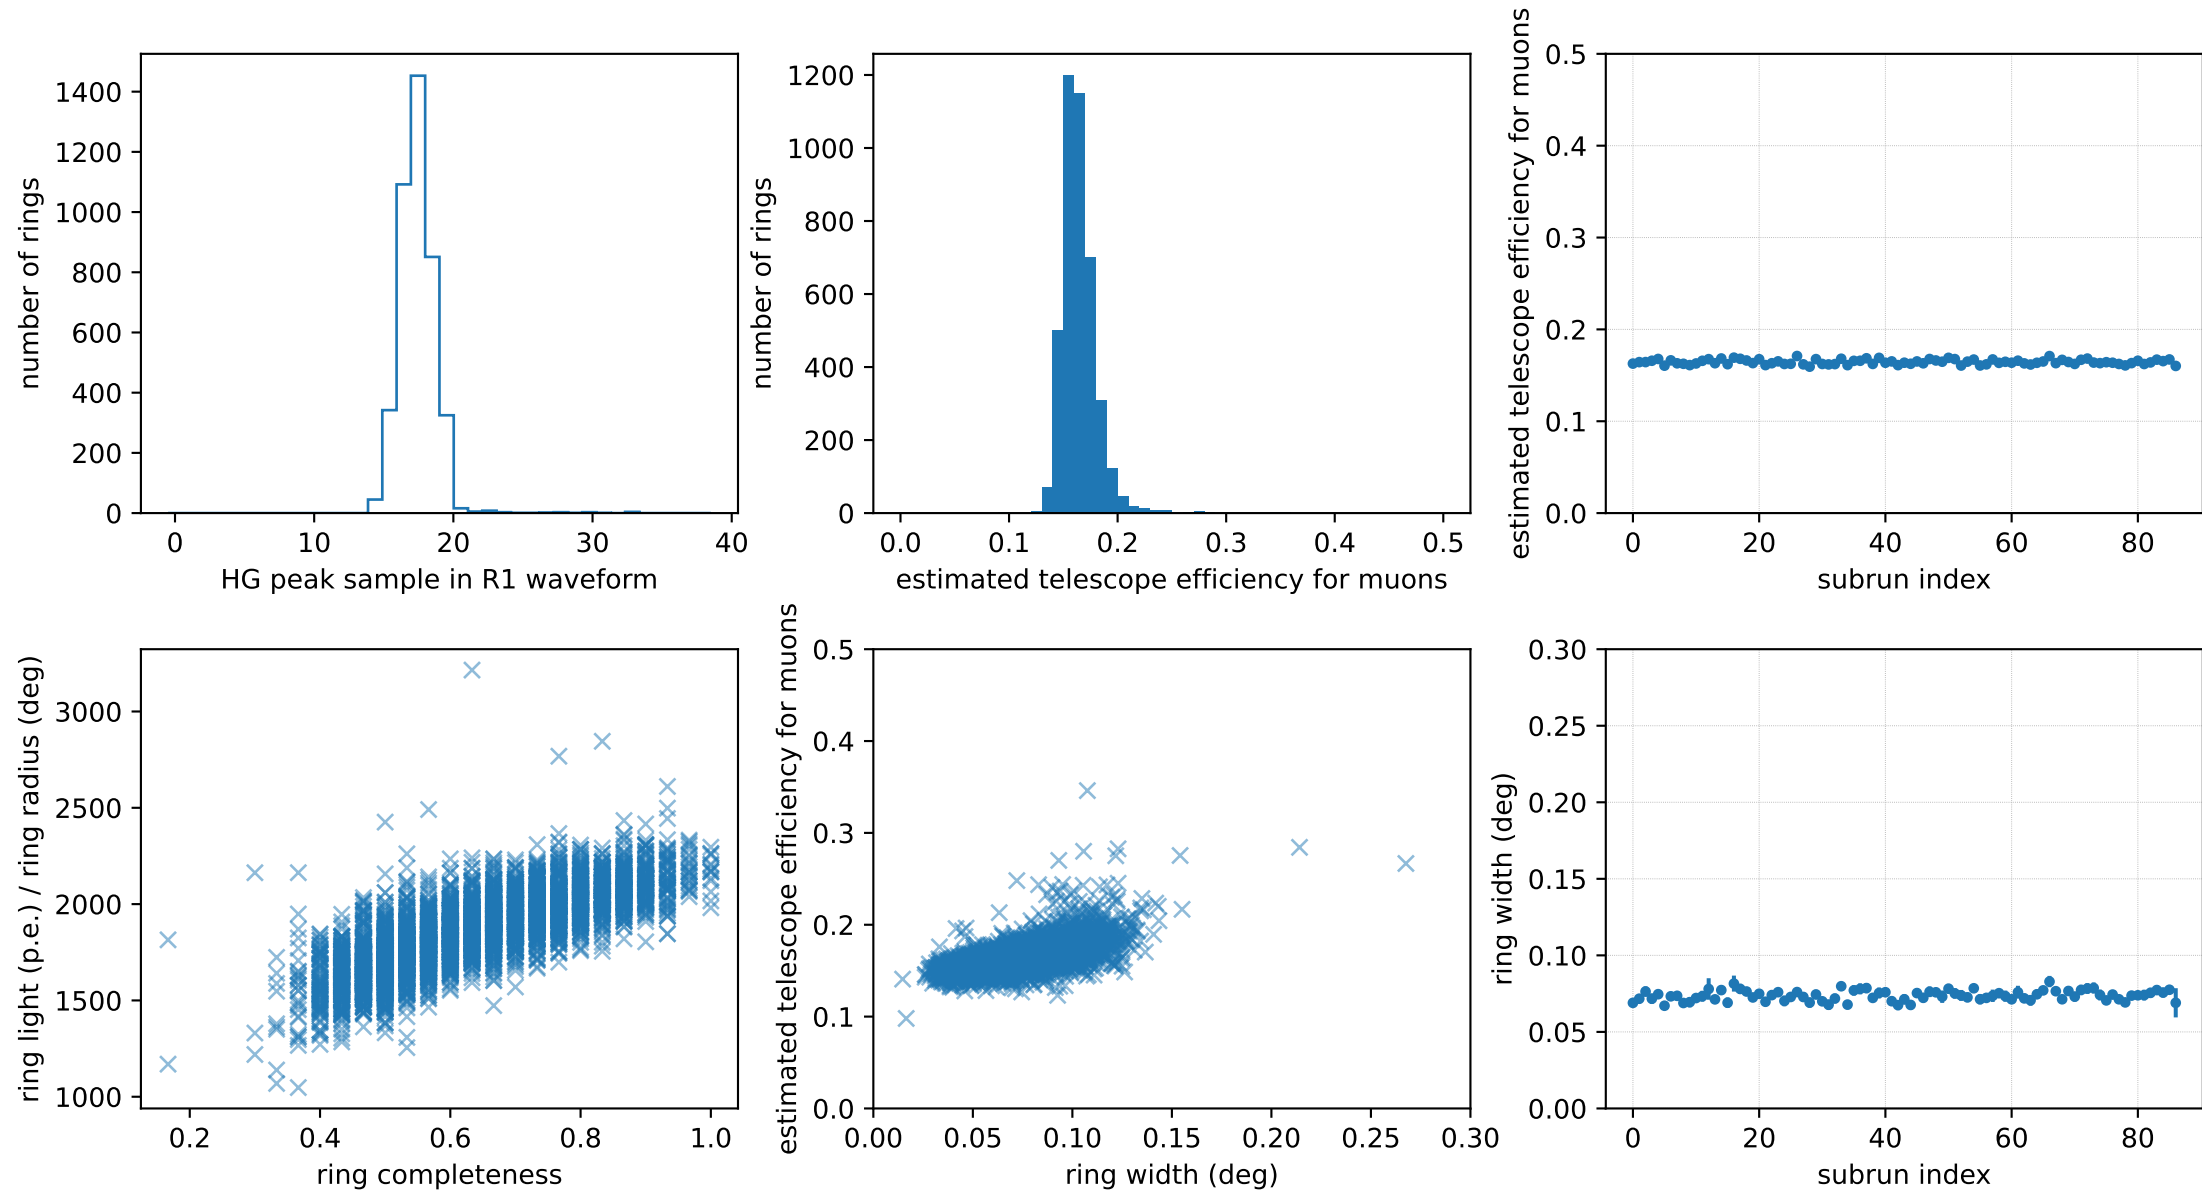 1400
1200
1000
800
600
400
200
0
number of rings
0 10 20 30 40
HG peak sample in R1 waveform
1200
1000
800
600
400
200
0
number of rings
0.0 0.1 0.2 0.3 0.4 0.5
estimated telescope efficiency for muons
0.5
0.4
0.3
0.2
0.1
0.0
estimated telescope efficiency for muons
0 20 40 60 80
subrun index
3000
2500
2000
1500
1000
ring light (p.e.) / ring radius (deg)
0.2 0.4 0.6 0.8 1.0
ring completeness
0.5
0.4
0.3
0.2
0.1
0.0
estimated telescope efficiency for muons
0.00 0.05 0.10 0.15 0.20 0.25 0.30
ring width (deg)
0.30
0.25
0.20
0.15
0.10
0.05
0.00
ring width (deg)
0 20 40 60 80
subrun index